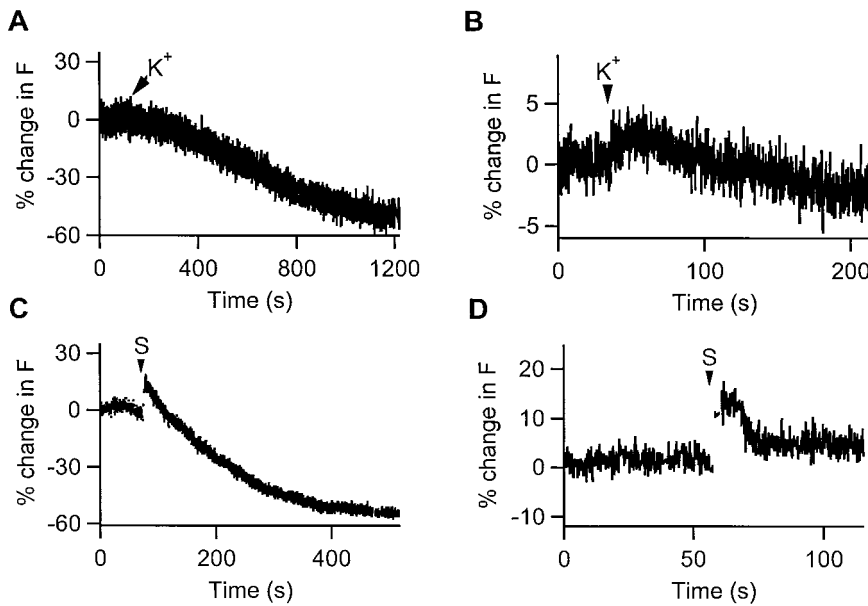 A
% change in F
30
0
-30
-60
K+
0 400 800 1200
Time (s)
B
% change in F
5
0
-5
K+
0 100 200
Time (s)
C
% change in F
30
0
-30
-60
S
0 200 400
Time (s)
D
% change in F
20
10
0
-10
S
0 50 100
Time (s)